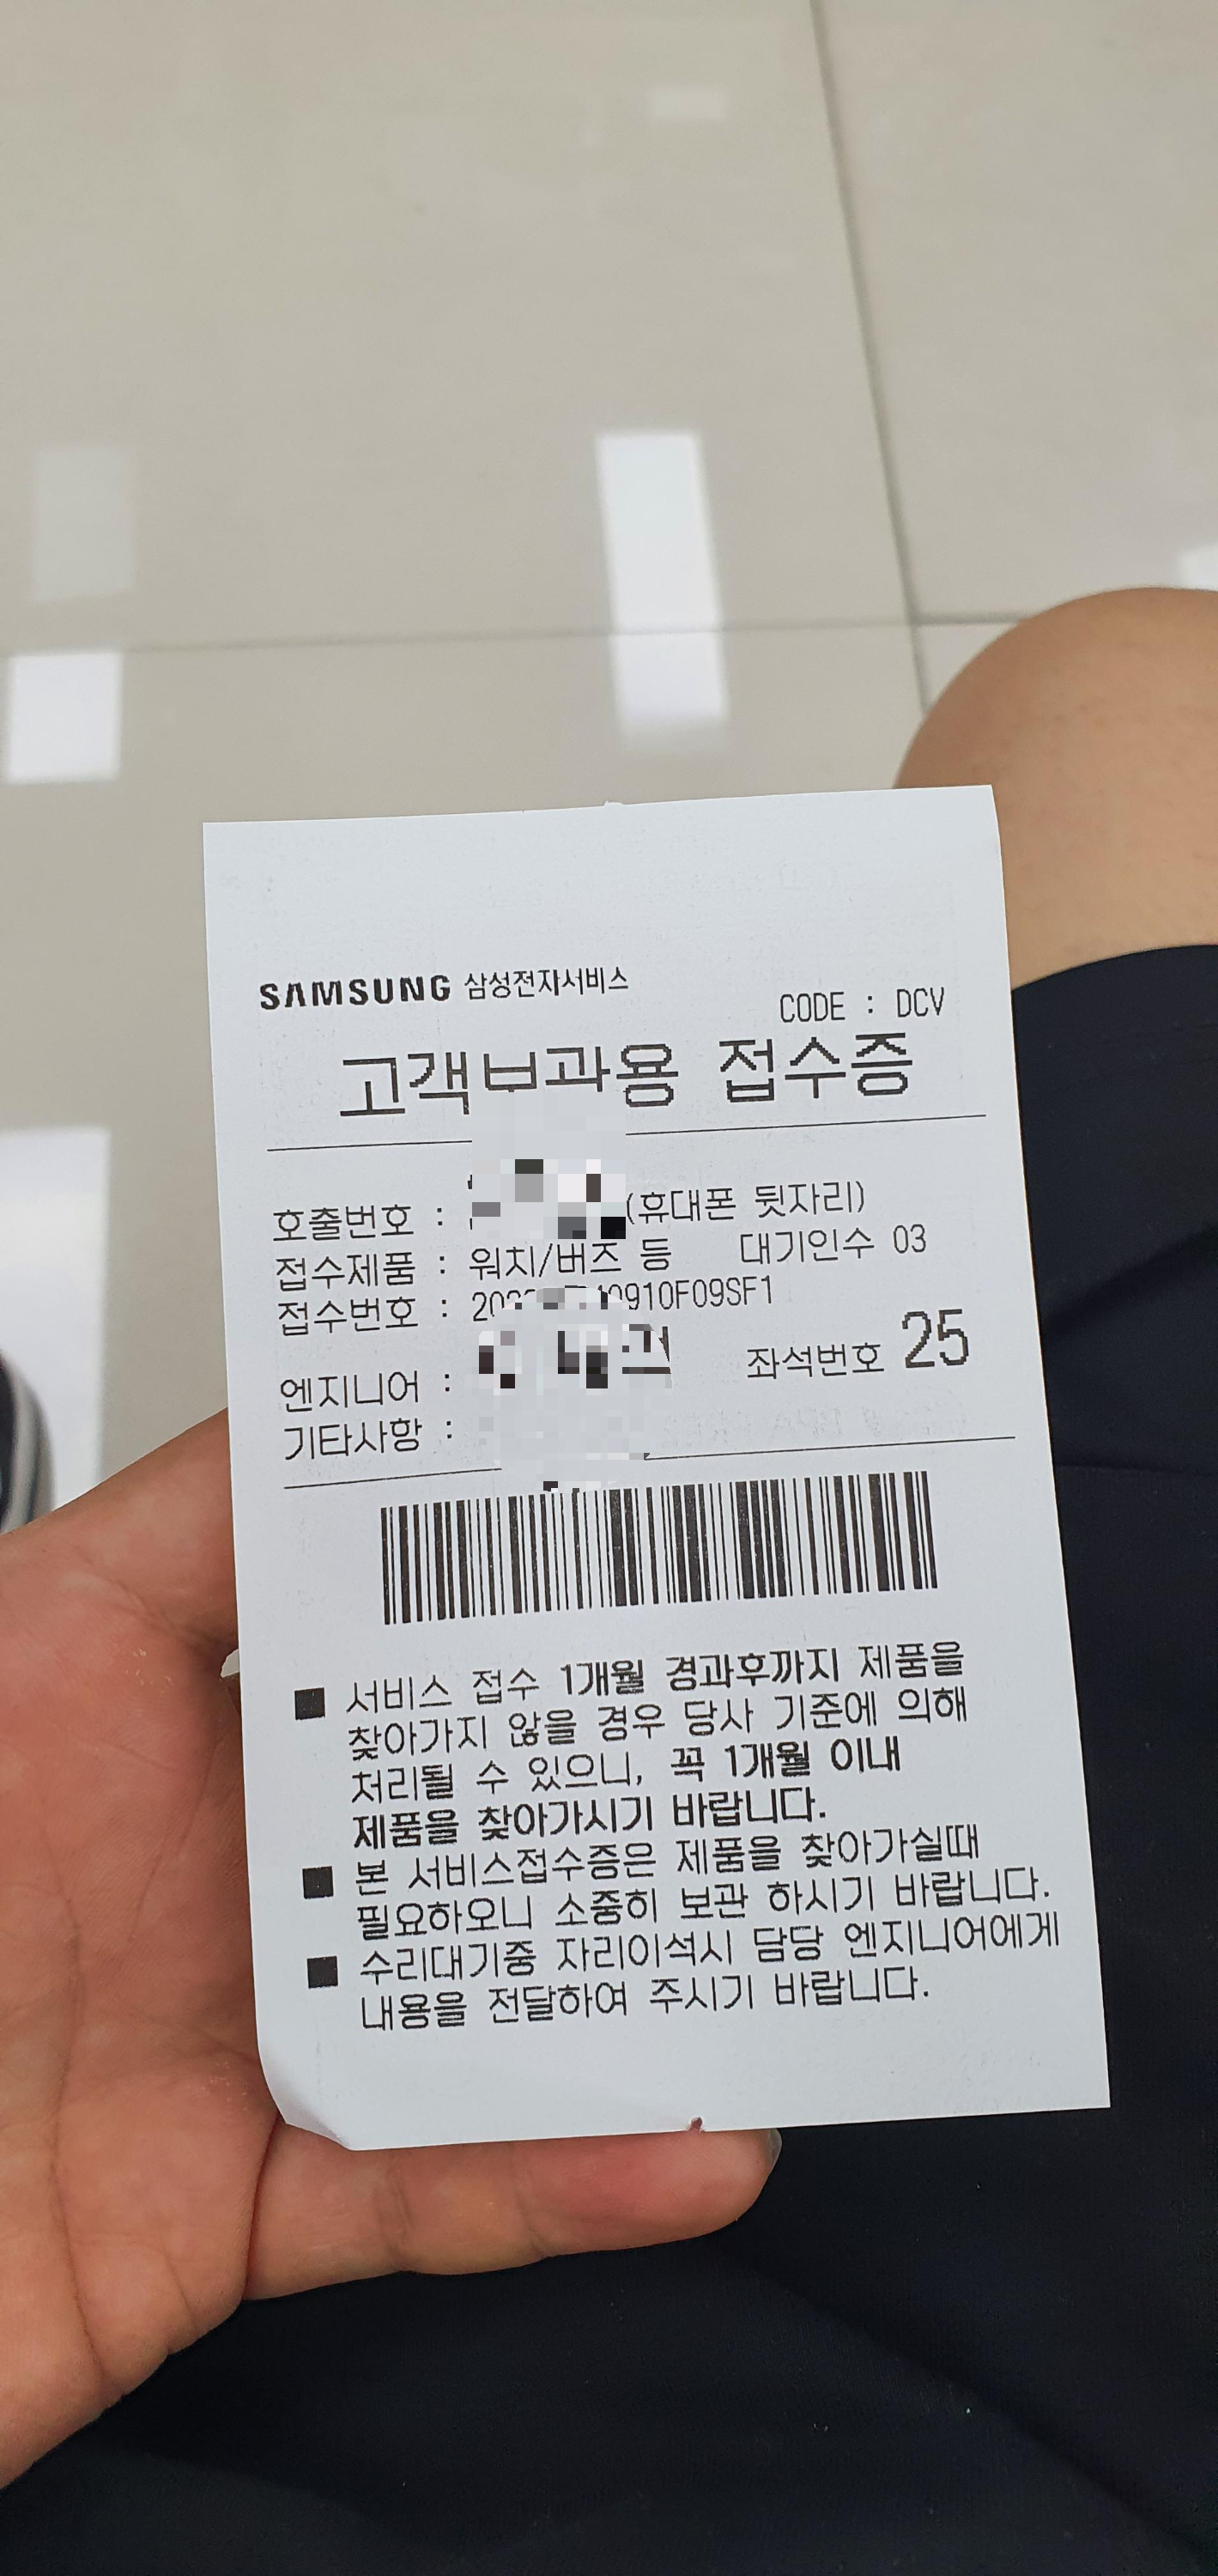 SAMSUNG 삼성전자서비스
CODE : DCV
고객보관용 접수증
호출번호 : (휴대폰 뒷자리)
접수제품 : 워치/버즈 등 대기인수 03
접수번호 :
엔지니어 : 좌석번호 25
기타사항 :
■ 서비스 접수 1개월 경과후까지 제품을
찾아가지 않을 경우 당사 기준에 의해
처리될 수 있으니, 꼭 1개월 이내
제품을 찾아가시기 바랍니다.
■ 본 서비스접수증은 제품을 찾아가실때
필요하오니 소중히 보관 하시기 바랍니다.
■ 수리대기중 자리이석시 담당 엔지니어에게
내용을 전달하여 주시기 바랍니다.